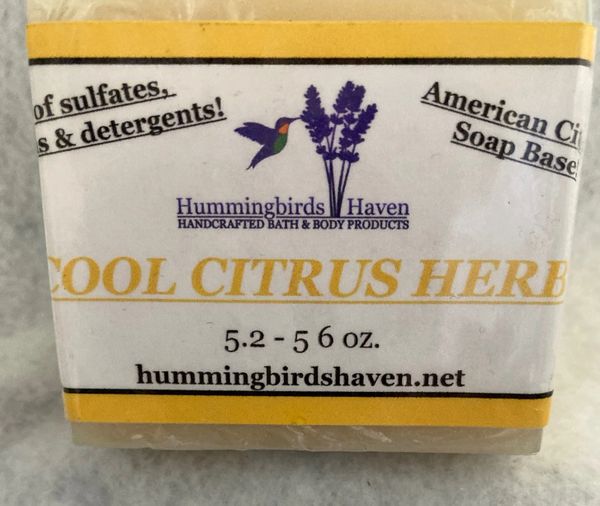 of sulfates,
& detergents!
American
Soap Base
Hummingbirds Haven
HANDCRAFTED BATH & BODY PRODUCTS
COOL CITRUS HERB
5.2 - 5 6 oz.
hummingbirdshaven.net